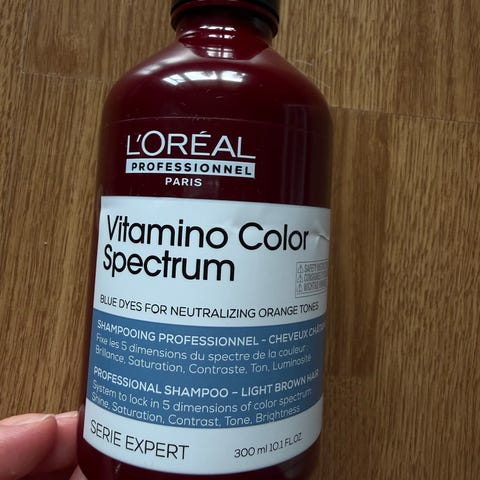 L'ORÉAL
PROFESSIONNEL
PARIS
Vitamino Color
Spectrum
BLUE DYES FOR NEUTRALIZING ORANGE TONES
SHAMPOOING PROFESSIONNEL - CHEVEUX
Fixe les 5 dimensions du spectre de la couleur
Brillance, Saturation, Contraste, Ton, Luminosité
PROFESSIONAL SHAMPOO - LIGHT BROWN HAIR
System to lock in 5 dimensions of color spectrum
Shine, Saturation, Contrast, Tone, Brightness
SERIE EXPERT
300 ml 10.1 FL.OZ.